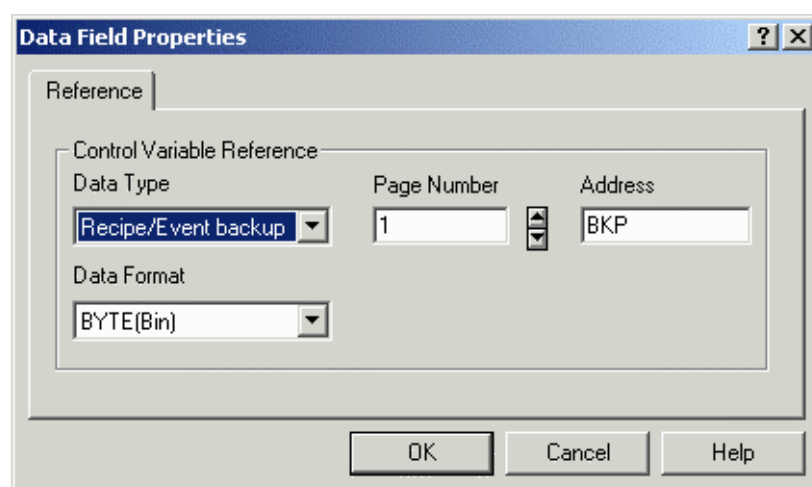 Data Field Properties
Reference
Control Variable Reference
Data Type Page Number Address
Recipe/Event backup 1 BKP
Data Format
BYTE(Bin)
OK Cancel Help